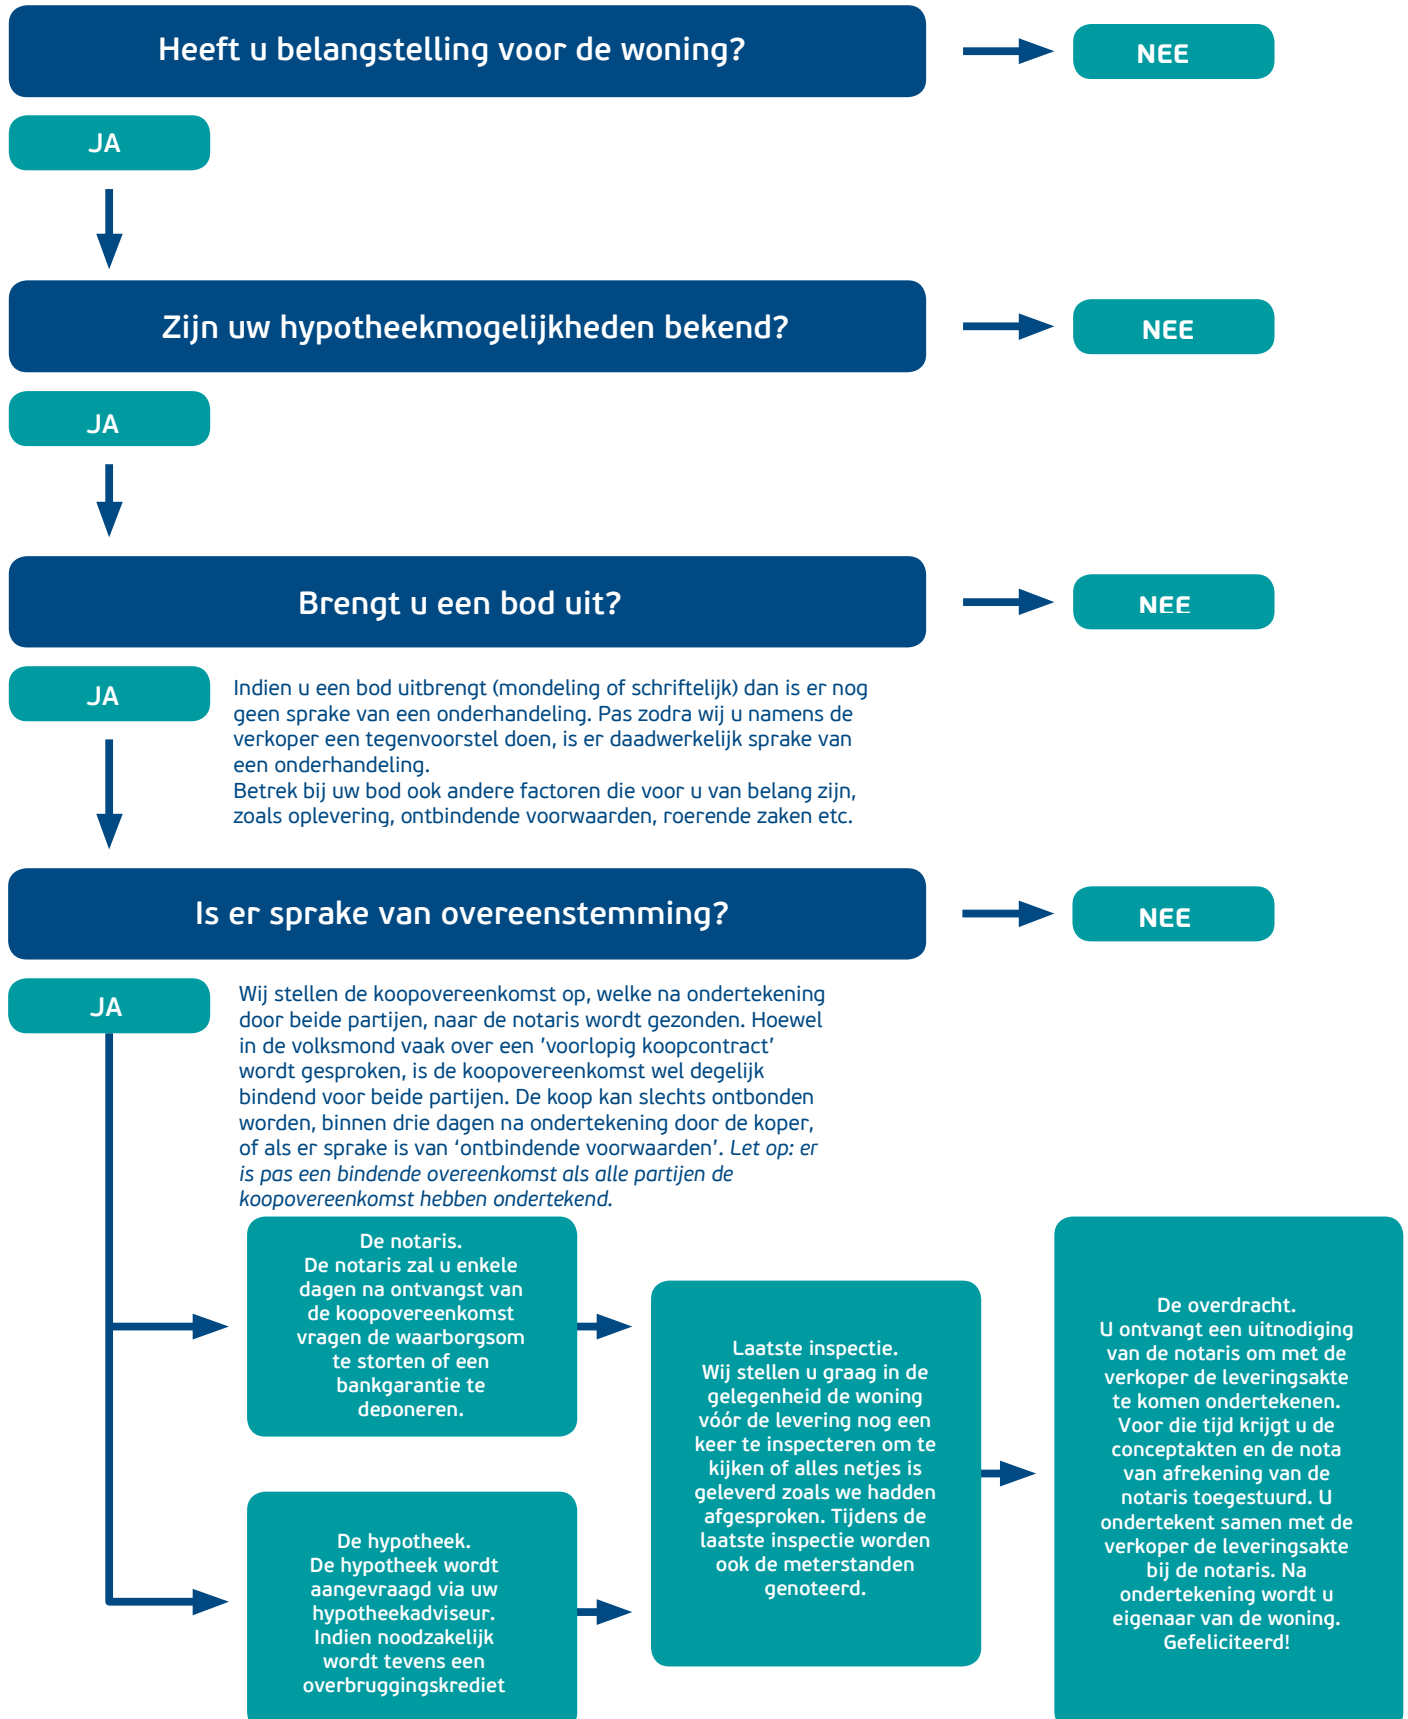 Heeft u belangstelling voor de woning?
NEE
JA
Zijn uw hypotheekmogelijkheden bekend?
NEE
JA
Brengt u een bod uit?
NEE
JA
Indien u een bod uitbrengt (mondeling of schriftelijk) dan is er nog
geen sprake van een onderhandeling. Pas zodra wij u namens de
verkoper een tegenvoorstel doen, is er daadwerkelijk sprake van
een onderhandeling.
Betrek bij uw bod ook andere factoren die voor u van belang zijn,
zoals oplevering, ontbindende voorwaarden, roerende zaken etc.
Is er sprake van overeenstemming?
NEE
JA
Wij stellen de koopovereenkomst op, welke na ondertekening
door beide partijen, naar de notaris wordt gezonden. Hoewel
in de volksmond vaak over een ’voorlopig koopcontract’
wordt gesproken, is de koopovereenkomst wel degelijk
bindend voor beide partijen. De koop kan slechts ontbonden
worden, binnen drie dagen na ondertekening door de koper,
of als er sprake is van ‘ontbindende voorwaarden’. Let op: er
is pas een bindende overeenkomst als alle partijen de
koopovereenkomst hebben ondertekend.
De notaris.
De notaris zal u enkele
dagen na ontvangst van
de koopovereenkomst
vragen de waarborgsom
te storten of een
bankgarantie te
deponeren.
De hypotheek.
De hypotheek wordt
aangevraagd via uw
hypotheekadviseur.
Indien noodzakelijk
wordt tevens een
overbruggingskrediet
Laatste inspectie.
Wij stellen u graag in de
gelegenheid de woning
vóór de levering nog een
keer te inspecteren om te
kijken of alles netjes is
geleverd zoals we hadden
afgesproken. Tijdens de
laatste inspectie worden
ook de meterstanden
genoteerd.
De overdracht.
U ontvangt een uitnodiging
van de notaris om met de
verkoper de leveringsakte
te komen ondertekenen.
Voor die tijd krijgt u de
conceptakten en de nota
van afrekening van de
notaris toegestuurd. U
ondertekent samen met de
verkoper de leveringsakte
bij de notaris. Na
ondertekening wordt u
eigenaar van de woning.
Gefeliciteerd!